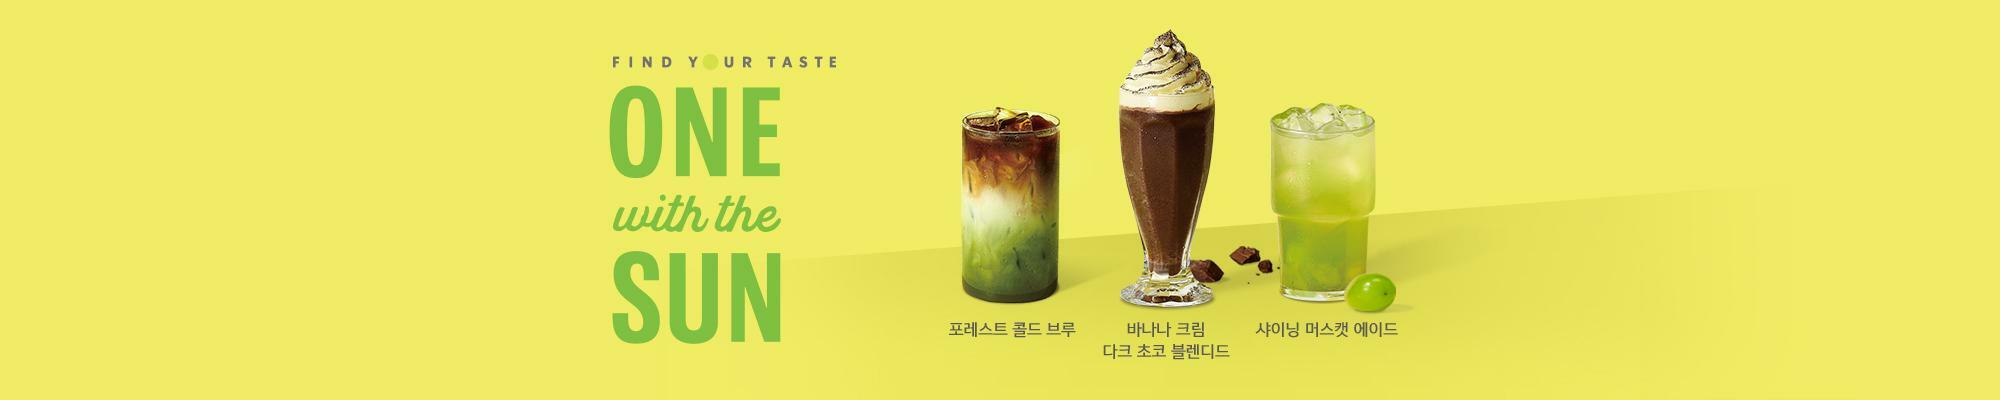 FIND YOUR TASTE
ONE
with the
SUN
포레스트 콜드 브루
바나나 크림
다크 초코 블렌디드
샤이닝 머스캣 에이드